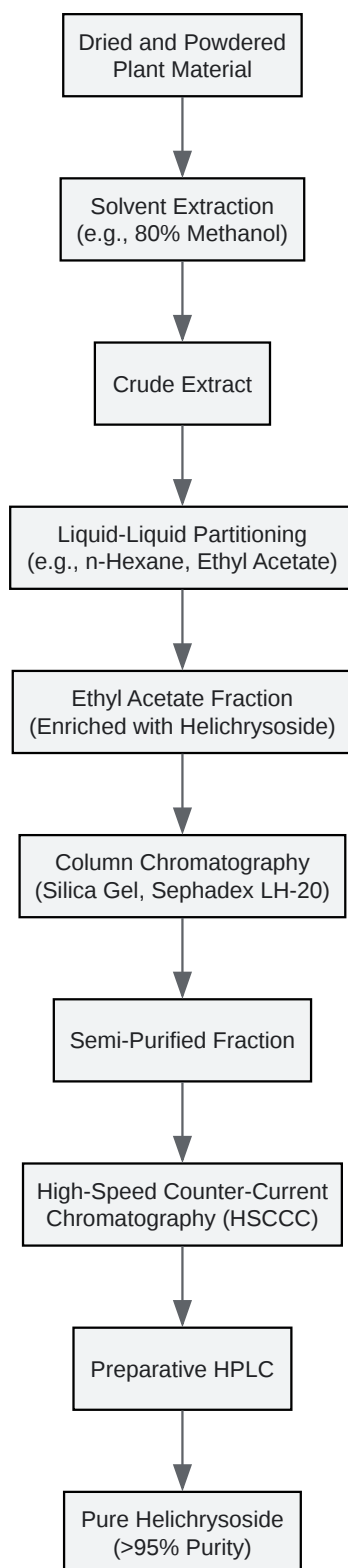 Dried and Powdered
Plant Material
Solvent Extraction
(e.g., 80% Methanol)
Crude Extract
Liquid-Liquid Partitioning
(e.g., n-Hexane, Ethyl Acetate)
Ethyl Acetate Fraction
(Enriched with Helichrysoside)
Column Chromatography
(Silica Gel, Sephadex LH-20)
Semi-Purified Fraction
High-Speed Counter-Current
Chromatography (HSCCC)
Preparative HPLC
Pure Helichrysoside
(>95% Purity)